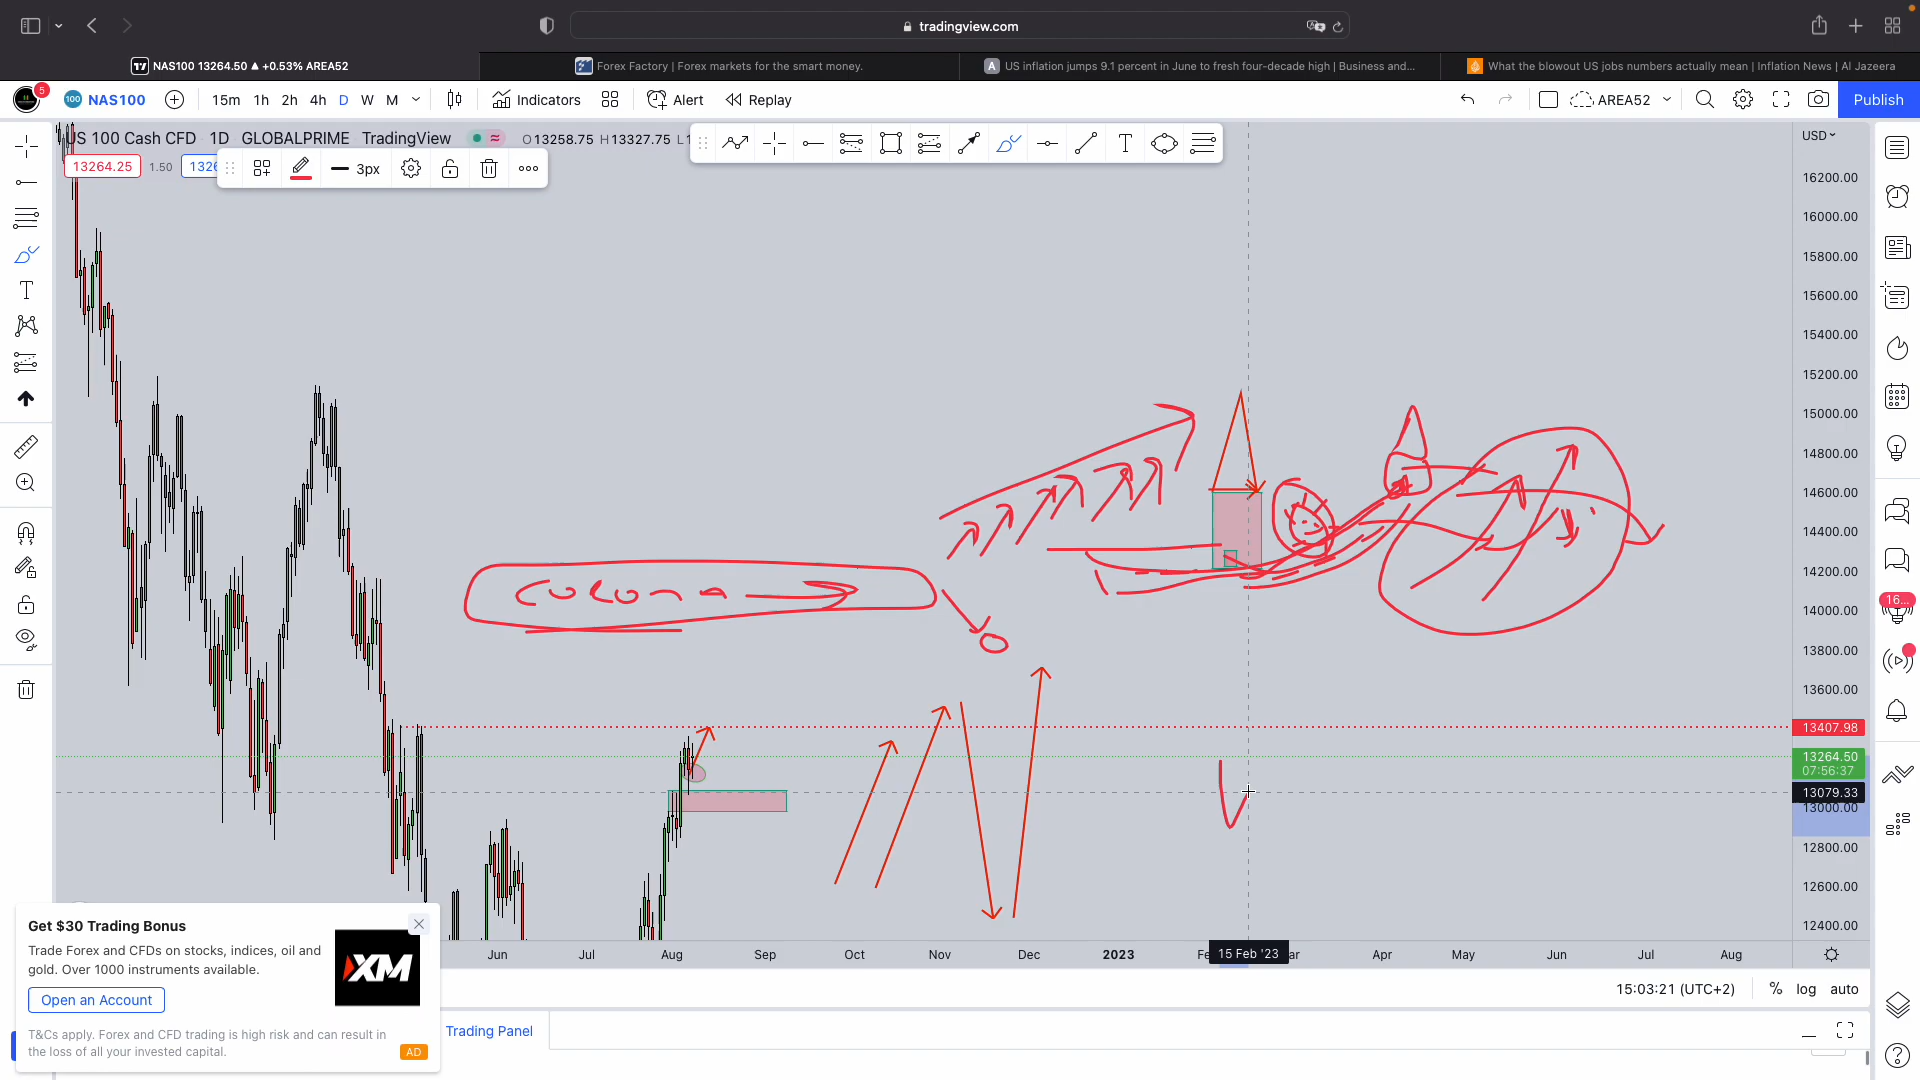 tradingview.com
NAS100 13264.50 ▲ +0.53% AREA52
Forex Factory | Forex markets for the smart money.
A US inflation jumps 9.1 percent in June to fresh four-decade high | Business and...
What the blowout US jobs numbers actually mean | Inflation News | Al Jazeera
5
100 NAS100 15m 1h 2h 4h D W M Indicators Alert Replay AREA52 Publish
US 100 Cash CFD 1D GLOBALPRIME TradingView O13258.75 H13327.75 L1
USD
13264.25 1.50 1326
3px
T
T
16200.00
16000.00
15800.00
15600.00
15400.00
15200.00
15000.00
14800.00
14600.00
14400.00
14200.00
14000.00
13800.00
13600.00
13407.98
13264.50
07:56:37
13079.33
13000.00
12800.00
12600.00
12400.00
16...
corona
Jun Jul Aug Sep Oct Nov Dec 2023 15 Feb '23 Apr May Jun Jul Aug
15:03:21 (UTC+2) % log auto
Trading Panel
Get $30 Trading Bonus
Trade Forex and CFDs on stocks, indices, oil and
gold. Over 1000 instruments available.
XM
Open an Account
T&Cs apply. Forex and CFD trading is high risk and can result in
the loss of all your invested capital.
AD